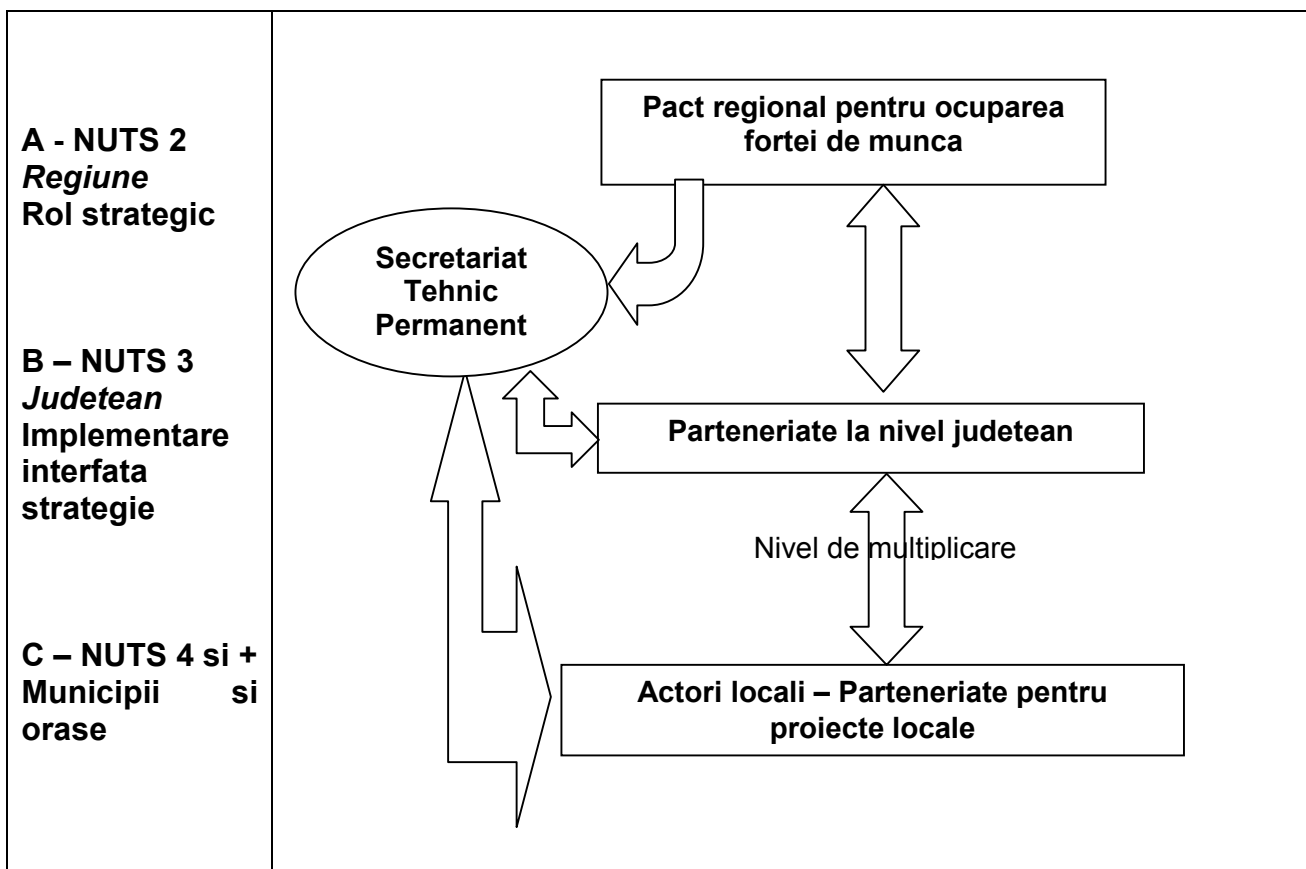 A - NUTS 2
Regiune
Rol strategic
B – NUTS 3
Judetean
Implementare
interfata
strategie
C – NUTS 4 si +
Municipii si
orase
Pact regional pentru ocuparea
fortei de munca
Secretariat
Tehnic
Permanent
Parteneriate la nivel judetean
Nivel de multiplicare
Actori locali – Parteneriate pentru
proiecte locale